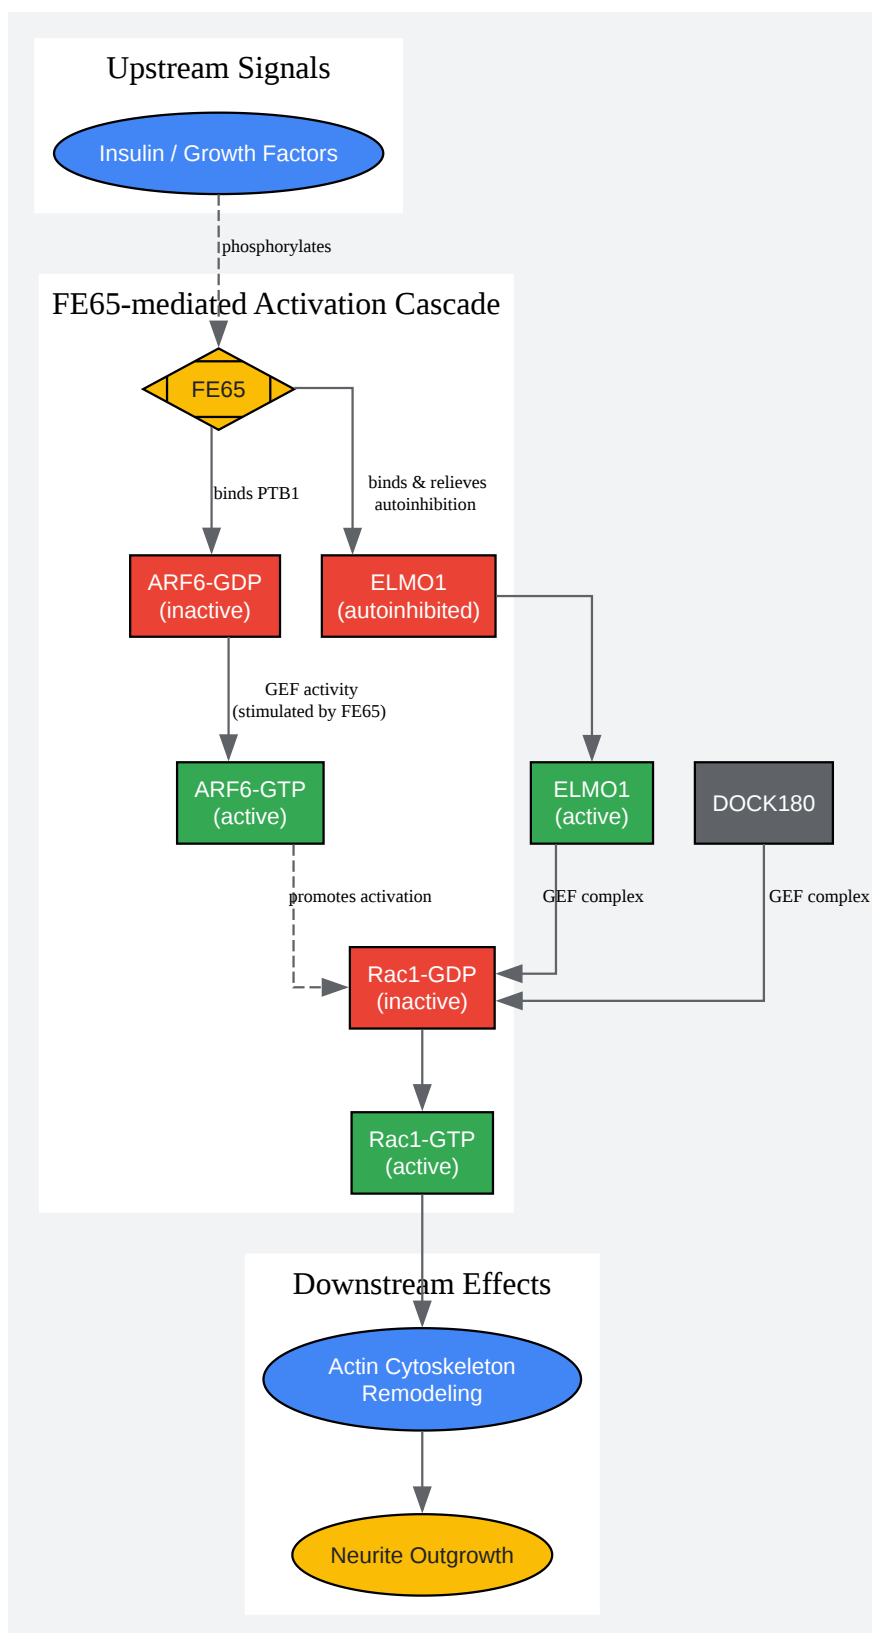 Upstream Signals
Insulin / Growth Factors
phosphorylates
FE65-mediated Activation Cascade
FE65
binds PTB1
binds & relieves
autoinhibition
ARF6-GDP
(inactive)
ELMO1
(autoinhibited)
GEF activity
(stimulated by FE65)
ARF6-GTP
(active)
ELMO1
(active)
DOCK180
promotes activation
GEF complex
GEF complex
Rac1-GDP
(inactive)
Rac1-GTP
(active)
Downstream Effects
Actin Cytoskeleton
Remodeling
Neurite Outgrowth